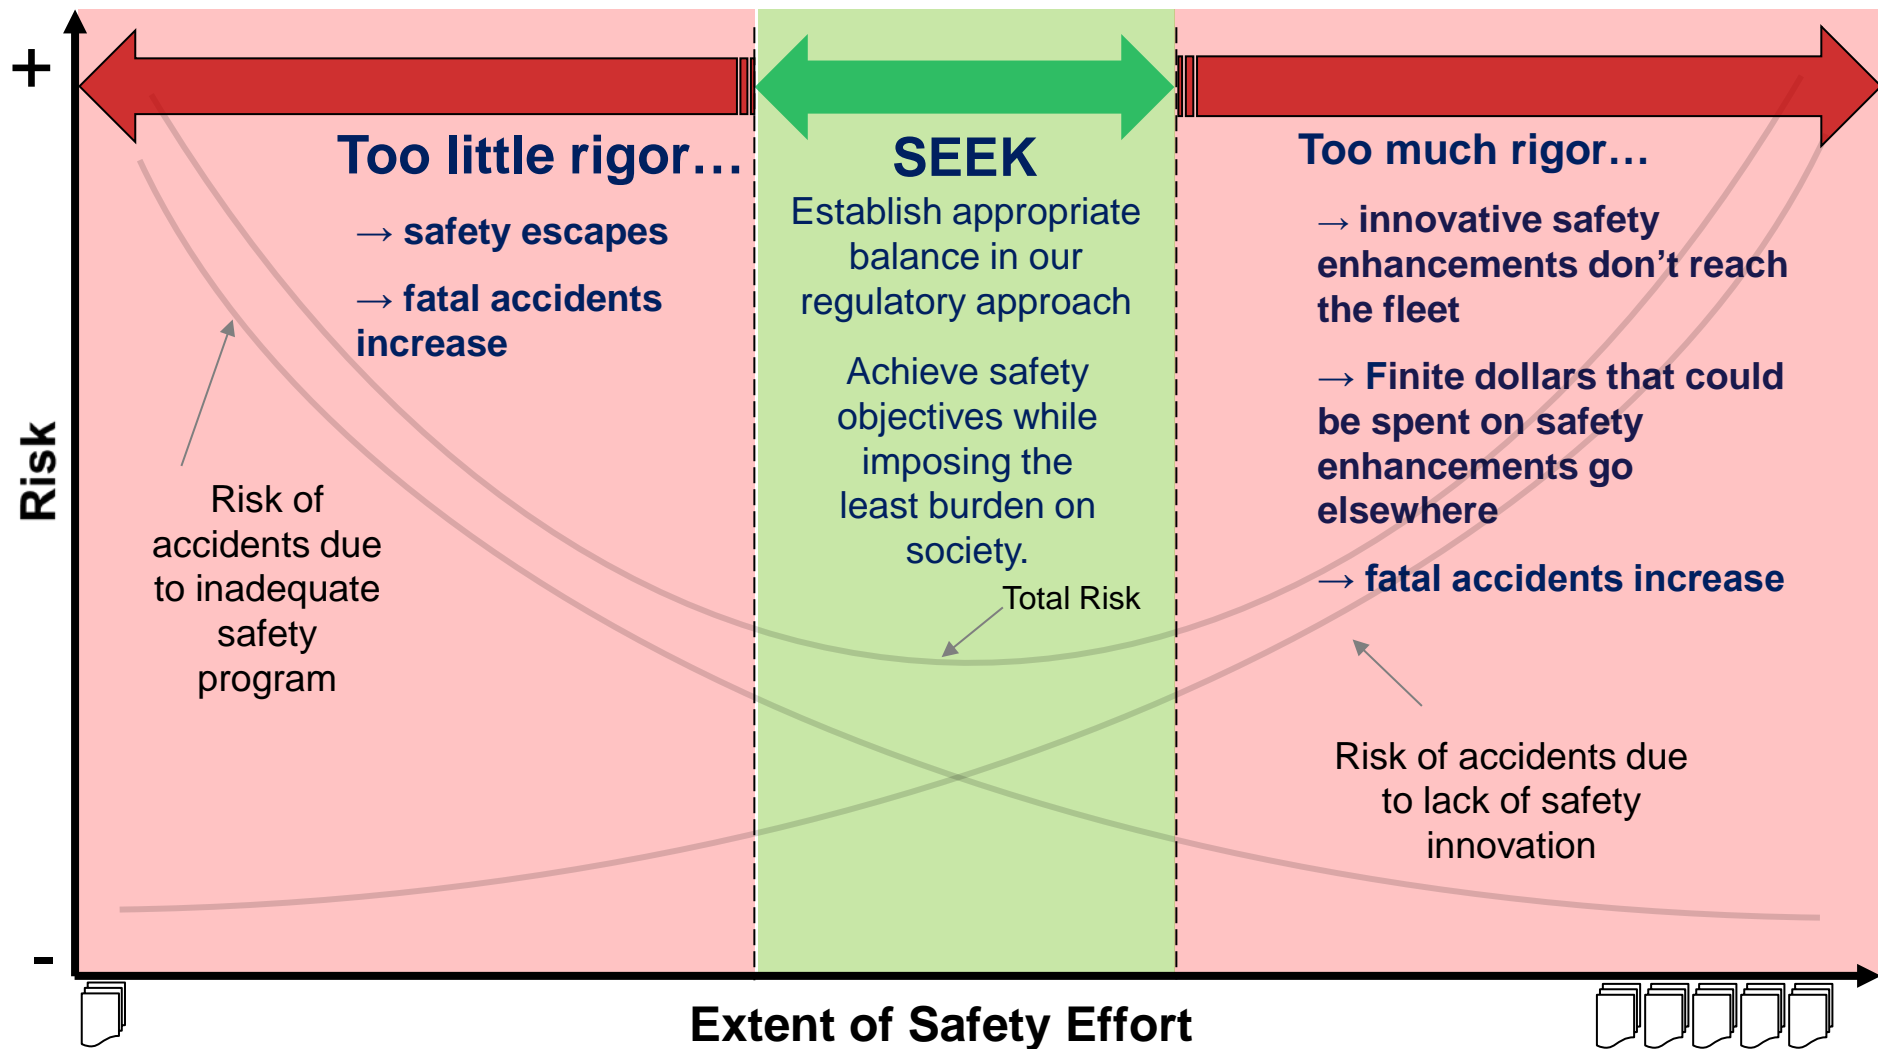 +
Too little rigor…
→ safety escapes
→ fatal accidents
increase
Risk of
accidents due
to inadequate
safety
program
SEEK
Establish appropriate
balance in our
regulatory approach
Achieve safety
objectives while
imposing the
least burden on
society.
Total Risk
Too much rigor…
→ innovative safety
enhancements don’t reach
the fleet
→ Finite dollars that could
be spent on safety
enhancements go
elsewhere
→ fatal accidents increase
Risk of accidents due
to lack of safety
innovation
Risk
-
Extent of Safety Effort